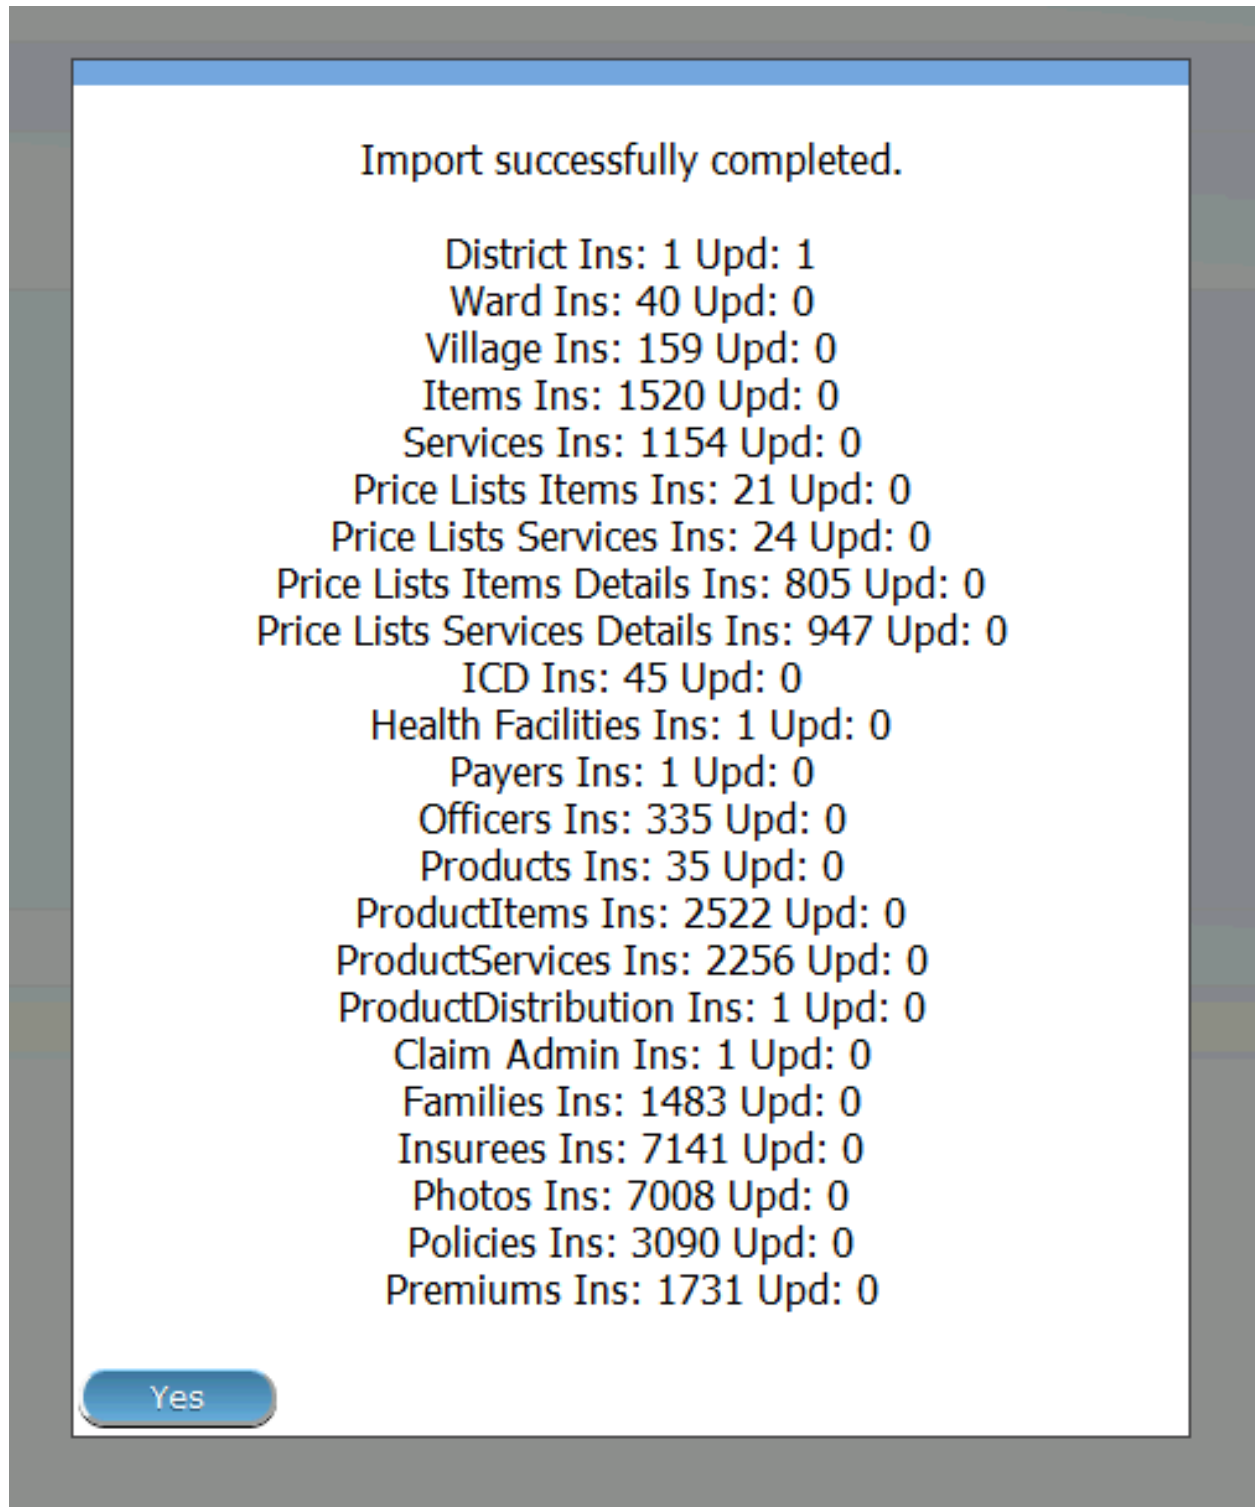 Import successfully completed.
District Ins: 1 Upd: 1
Ward Ins: 40 Upd: 0
Village Ins: 159 Upd: 0
Items Ins: 1520 Upd: 0
Services Ins: 1154 Upd: 0
Price Lists Items Ins: 21 Upd: 0
Price Lists Services Ins: 24 Upd: 0
Price Lists Items Details Ins: 805 Upd: 0
Price Lists Services Details Ins: 947 Upd: 0
ICD Ins: 45 Upd: 0
Health Facilities Ins: 1 Upd: 0
Payers Ins: 1 Upd: 0
Officers Ins: 335 Upd: 0
Products Ins: 35 Upd: 0
ProductItems Ins: 2522 Upd: 0
ProductServices Ins: 2256 Upd: 0
ProductDistribution Ins: 1 Upd: 0
Claim Admin Ins: 1 Upd: 0
Families Ins: 1483 Upd: 0
Insurees Ins: 7141 Upd: 0
Photos Ins: 7008 Upd: 0
Policies Ins: 3090 Upd: 0
Premiums Ins: 1731 Upd: 0
Yes